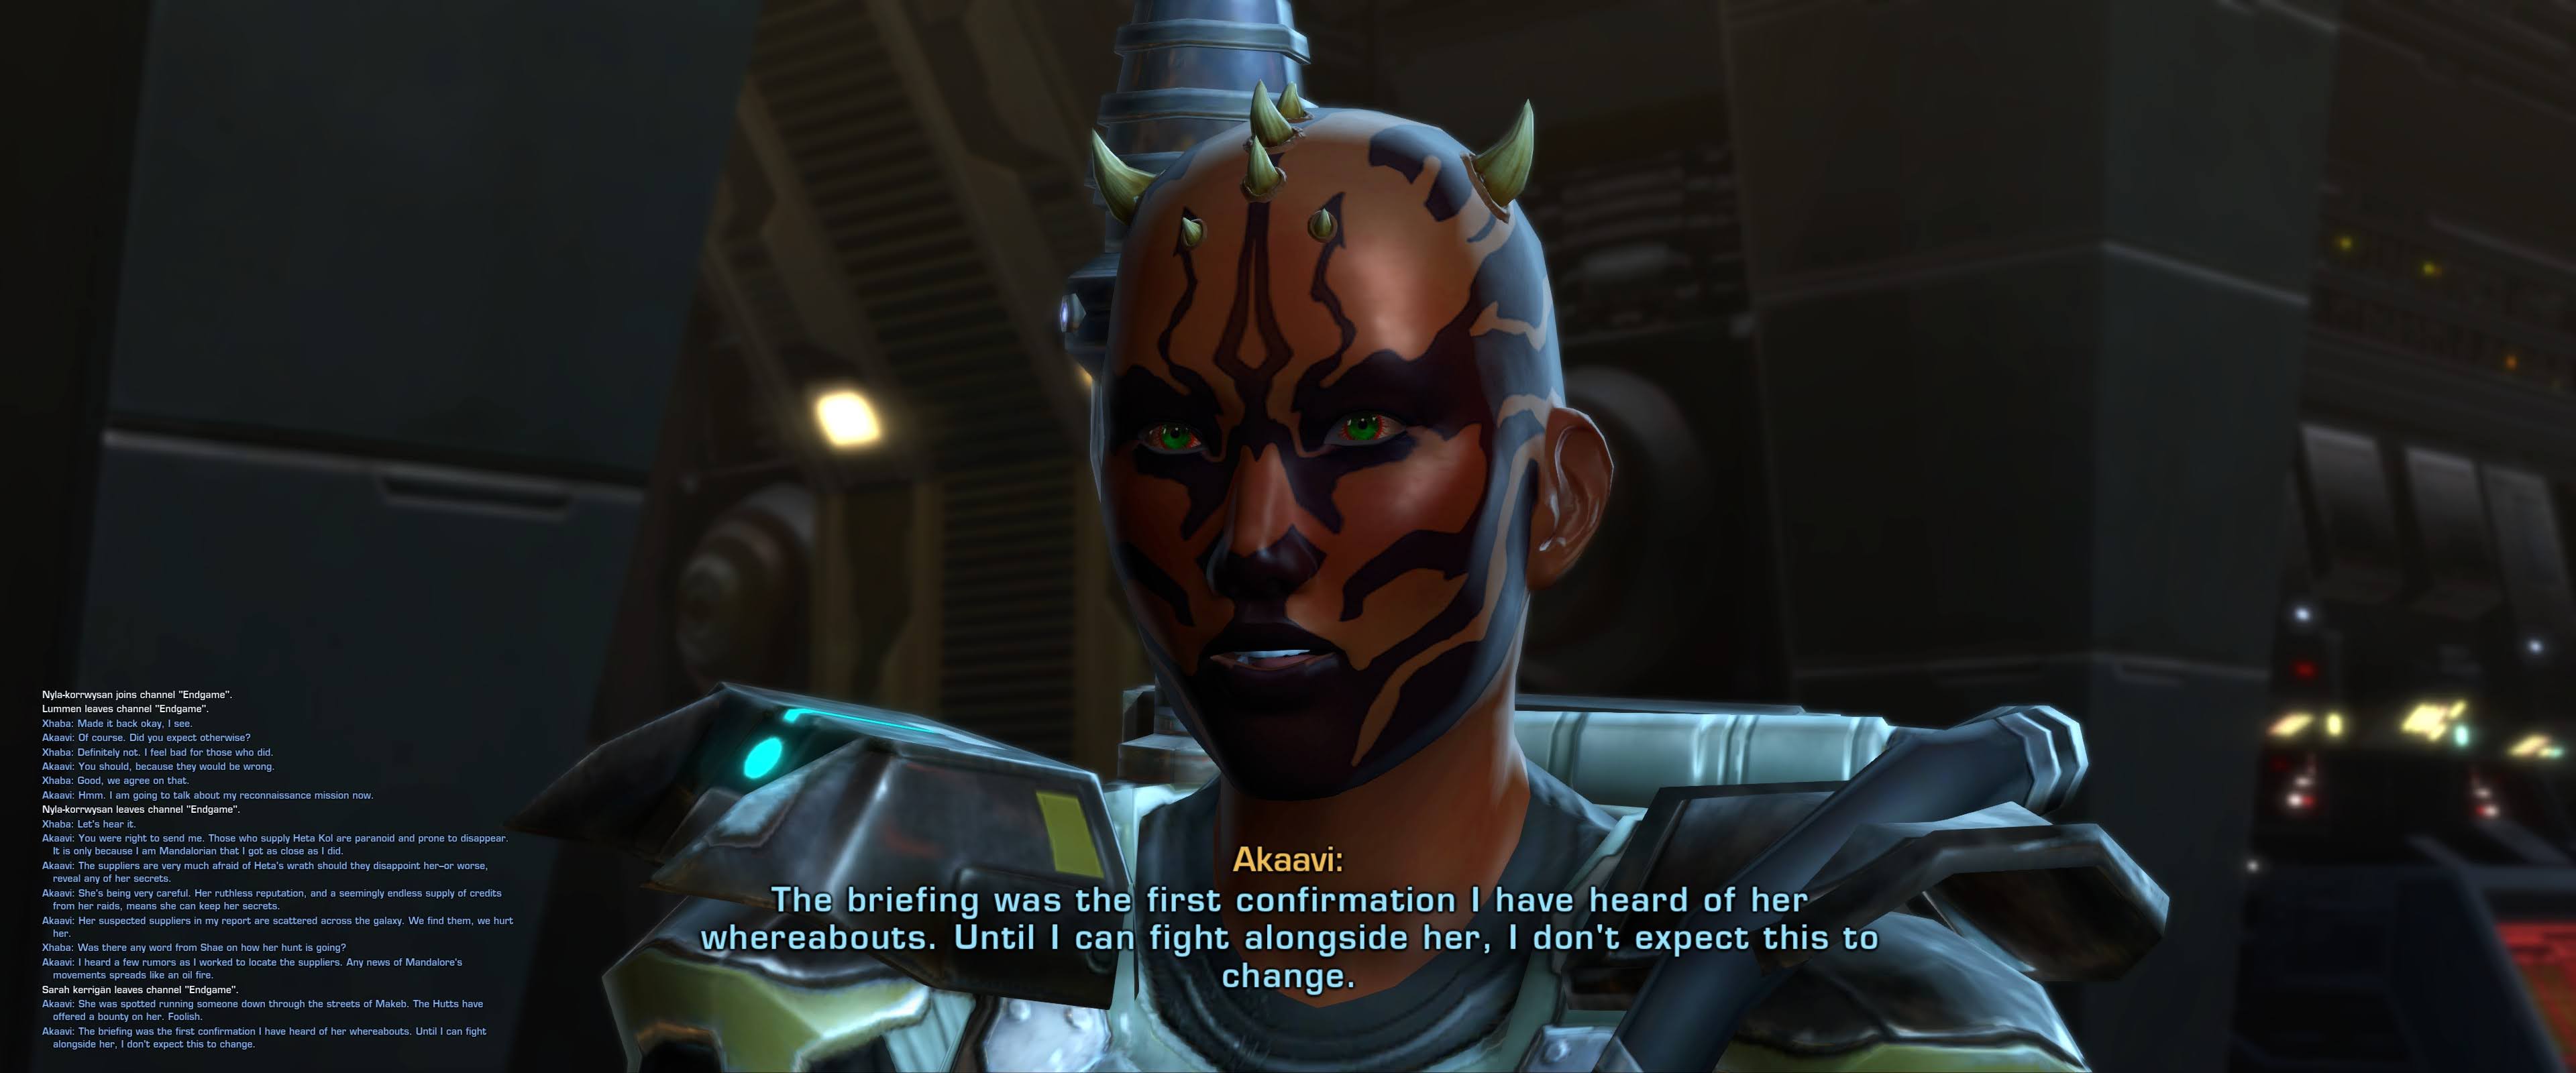 Nyla-korrwysan joins channel "Endgame".
Lummen leaves channel "Endgame".
Xhaba: Made it back okay, I see.
Akaavi: Of course. Did you expect otherwise?
Xhaba: Definitely not. I feel bad for those who did.
Akaavi: You should, because they would be wrong.
Xhaba: Good, we agree on that.
Akaavi: Hmm. I am going to talk about my reconnaissance mission now.
Nyla-korrwysan leaves channel "Endgame".
Xhaba: Let's hear it.
Akaavi: You were right to send me. Those who supply Heta Kol are paranoid and prone to disappear.
It is only because I am Mandalorian that I got as close as I did.
Akaavi: The suppliers are very much afraid of Heta's wrath should they disappoint her–or worse,
reveal any of her secrets.
Akaavi: She's being very careful. Her ruthless reputation, and a seemingly endless supply of credits
from her raids, means she can keep her secrets.
Akaavi: Her suspected suppliers in my report are scattered across the galaxy. We find them, we hurt
her.
Xhaba: Was there any word from Shae on how her hunt is going?
Akaavi: I heard a few rumors as I worked to locate the suppliers. Any news of Mandalore's
movements spreads like an oil fire.
Sarah kerrigan leaves channel "Endgame".
Akaavi: She was spotted running someone down through the streets of Makeb. The Hutts have
offered a bounty on her. Foolish.
Akaavi: The briefing was the first confirmation I have heard of her whereabouts. Until I can fight
alongside her, I don't expect this to change.
Akaavi:
The briefing was the first confirmation I have heard of her
whereabouts. Until I can fight alongside her, I don't expect this to
change.